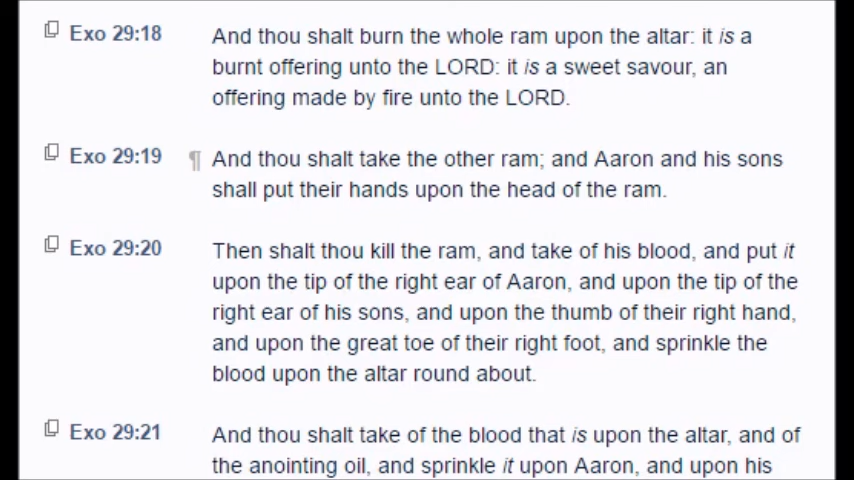 Exo 29:18 And thou shalt burn the whole ram upon the altar: it is a
burnt offering unto the LORD: it is a sweet savour, an
offering made by fire unto the LORD.
Exo 29:19 ¶ And thou shalt take the other ram; and Aaron and his sons
shall put their hands upon the head of the ram.
Exo 29:20 Then shalt thou kill the ram, and take of his blood, and put it
upon the tip of the right ear of Aaron, and upon the tip of the
right ear of his sons, and upon the thumb of their right hand,
and upon the great toe of their right foot, and sprinkle the
blood upon the altar round about.
Exo 29:21 And thou shalt take of the blood that is upon the altar, and of
the anointing oil, and sprinkle it upon Aaron, and upon his